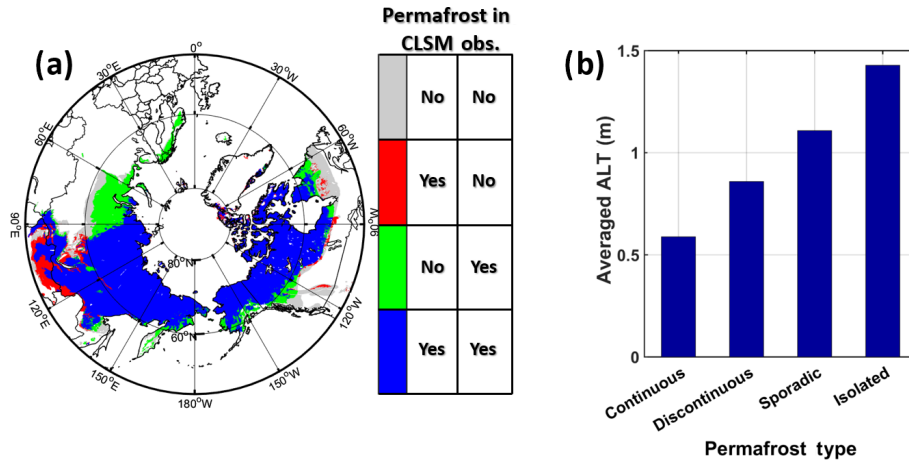 (a)
0°
30°E
30°W
60°E
60°W
90°E
90°W
80°N
120°E
60°N
120°W
150°E
150°W
180°W
Permafrost in
CLSM obs.
No No
Yes No
No Yes
Yes Yes
(b)
Averaged ALT (m)
1.5
1
0.5
0
Continuous
Discontinuous
Sporadic
Isolated
Permafrost type